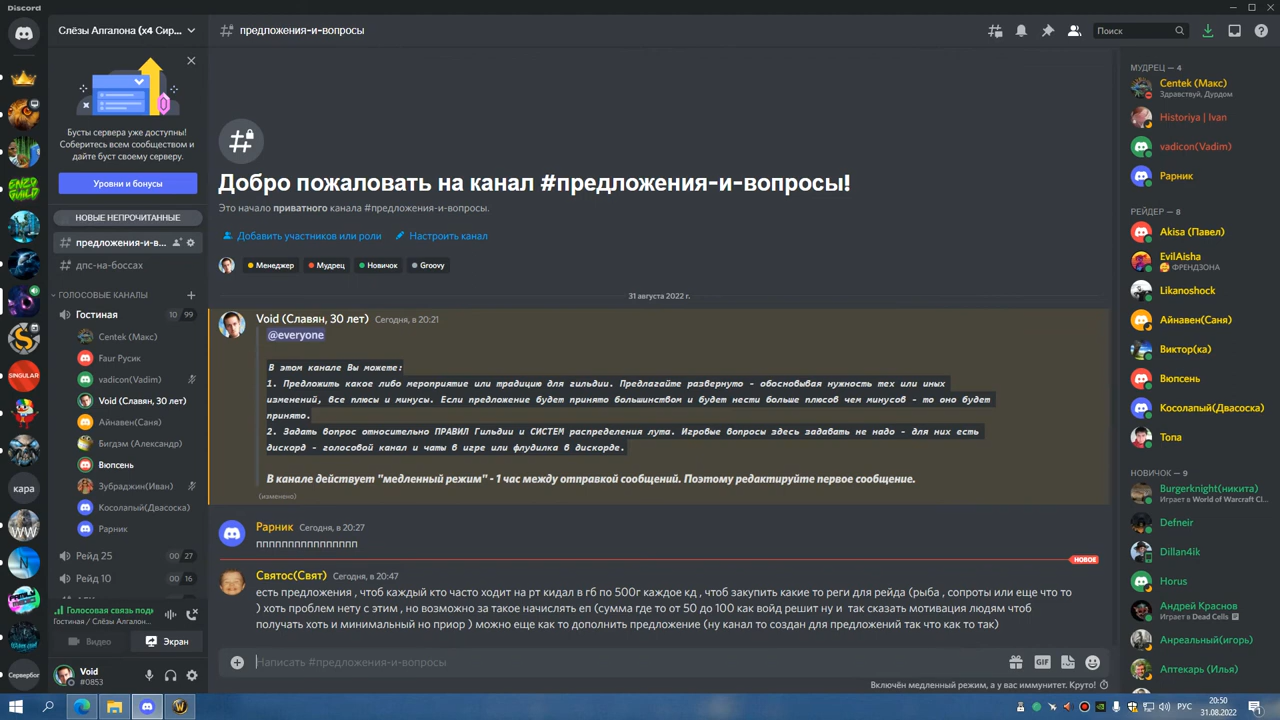 Discord
Слёзы Алгалона (x4 Сир...
предложения-и-вопросы
Поиск
Бусты сервера уже доступны!
Соберитесь всем сообществом и
дайте буст своему серверу.
Уровни и бонусы
НОВЫЕ НЕПРОЧИТАННЫЕ
предложения-и-в...
дпс-на-боссах
ГОЛОСОВЫЕ КАНАЛЫ
Гостиная
10 99
Centek (Макс)
Faur Русик
vadicon(Vadim)
Void (Славян, 30 лет)
Айнавен(Саня)
Бигдэм (Александр)
Вюпсень
Зубраджин(Иван)
Косолапый(Двасоска)
Рарник
Рейд 25
00 27
Рейд 10
00 16
Голосовая связь подк
Гостиная / Слёзы Алгалон...
Видео
Экран
Void
#0853
ENZO GUILD
SINGULAR
кара
WW
Сервербог
Добро пожаловать на канал #предложения-и-вопросы!
Это начало приватного канала #предложения-и-вопросы.
Добавить участников или роли
Настроить канал
Менеджер
Мудрец
Новичок
Groovy
31 августа 2022 г.
Void (Славян, 30 лет) Сегодня, в 20:21
@everyone
В этом канале Вы можете:
1. Предложить какое либо мероприятие или традицию для гильдии. Предлагайте развернуто - обосновывая нужность тех или иных
изменений, все плюсы и минусы. Если предложение будет принято большинством и будет нести больше плюсов чем минусов - то оно будет
принято.
2. Задать вопрос относительно ПРАВИЛ Гильдии и СИСТЕМ распределения лута. Игровые вопросы здесь задавать не надо - для них есть
дискорд - голосовой канал и чаты в игре или флудилка в дискорде.
В канале действует "медленный режим" - 1 час между отправкой сообщений. Поэтому редактируйте первое сообщение.
(изменено)
Рарник Сегодня, в 20:27
ппппппппппппппп
НОВОЕ
Святос(Свят) Сегодня, в 20:47
есть предложения , чтоб каждый кто часто ходит на рт кидал в гб по 500г каждое кд , чтоб закупить какие то реги для рейда (рыба , сопроты или еще что то
) хоть проблем нету с этим , но возможно за такое начислять еп (сумма где то от 50 до 100 как войд решит ну и так сказать мотивация людям чтоб
получать хоть и минимальный но приор ) можно еще как то дополнить предложение (ну канал то создан для предложений так что как то так)
Написать #предложения-и-вопросы
GIF
Включён медленный режим, а у вас иммунитет. Круто!
МУДРЕЦ — 4
Centek (Макс)
Здравствуй, Дурдом
Historiya | Ivan
vadicon(Vadim)
Рарник
РЕЙДЕР — 8
Akisa (Павел)
EvilAisha
ФРЕНДЗОНА
Likanoshock
Айнавен(Саня)
Виктор(ка)
Вюпсень
Косолапый(Двасоска)
Топа
НОВИЧОК — 9
Burgerknight(никита)
Играет в World of Warcraft Cl...
Defneir
Dillan4ik
Horus
Андрей Краснов
Играет в Dead Cells
Анреальный(игорь)
Аптекарь (Илья)
РУС
20:50
31.08.2022